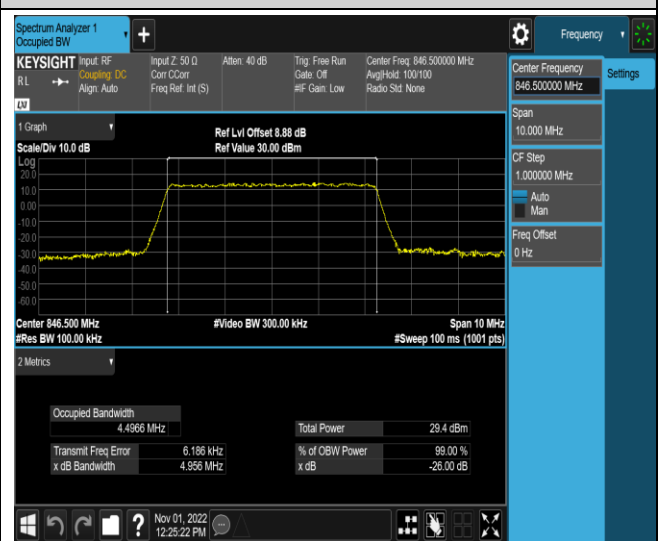 Spectrum Analyzer 1
Occupied BW
+
Frequency
KEYSIGHT
Input: RF
Coupling: DC
Align: Auto
Input Z: 50 Ω
Corr CCorr
Freq Ref: Int (S)
Atten: 40 dB
Trig: Free Run
Gate: Off
#IF Gain: Low
Center Freq: 846.500000 MHz
Avg|Hold: 100/100
Radio Std: None
RL
LXI
Center Frequency
846.500000 MHz
Settings
Span
10.000 MHz
CF Step
1.000000 MHz
Auto
Man
Freq Offset
0 Hz
1 Graph
Ref Lvl Offset 8.88 dB
Scale/Div 10.0 dB
Ref Value 30.00 dBm
Log
20.0
10.0
0.00
-10.0
-20.0
-30.0
-40.0
-50.0
-60.0
Center 846.500 MHz
#Video BW 300.00 kHz
Span 10 MHz
#Res BW 100.00 kHz
#Sweep 100 ms (1001 pts)
2 Metrics
Occupied Bandwidth
4.4966 MHz
Total Power 29.4 dBm
Transmit Freq Error 6.186 kHz
% of OBW Power 99.00 %
x dB Bandwidth 4.956 MHz
x dB -26.00 dB
?
Nov 01, 2022
12:25:22 PM